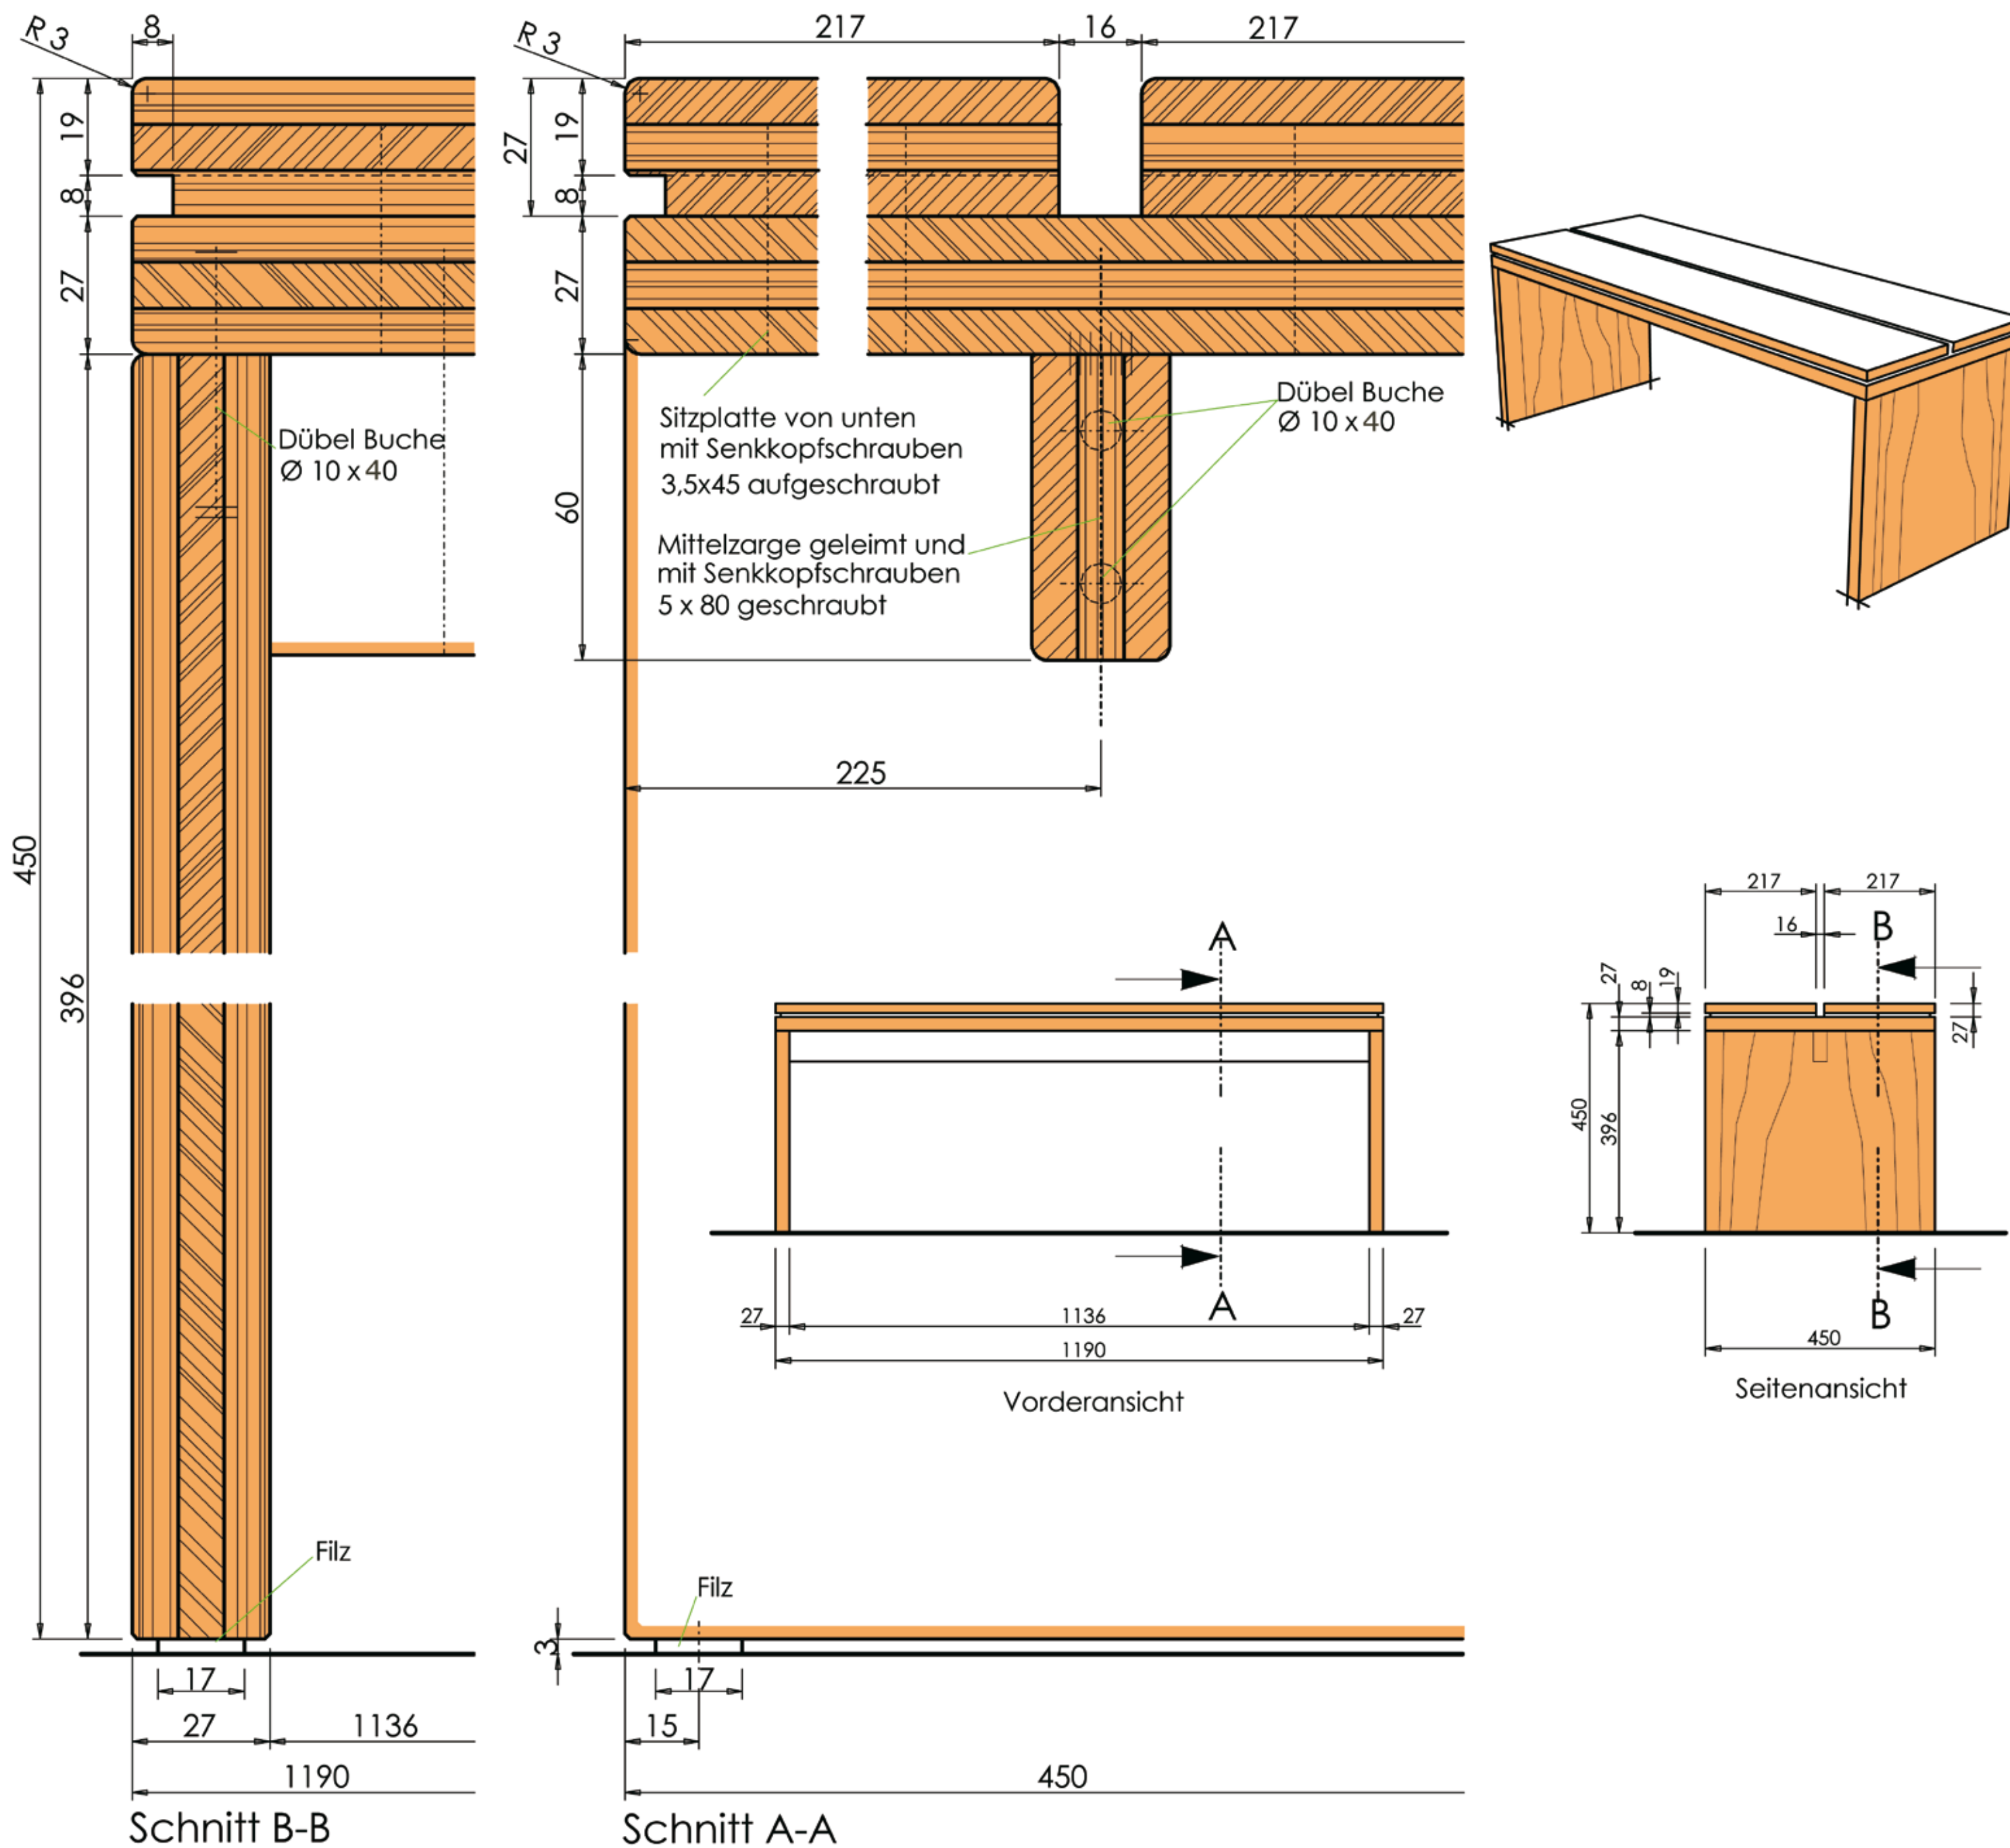 R 3
8
19
8
27
450
396
Dübel Buche
Ø 10 x 40
Filz
17
27
1136
1190
Schnitt B-B
R 3
217
16
217
27
19
8
27
60
Sitzplatte von unten
mit Senkkopfschrauben
3,5x45 aufgeschraubt
Mittelzarge geleimt und
mit Senkkopfschrauben
5 x 80 geschraubt
Dübel Buche
Ø 10 x 40
225
Filz
3
17
15
450
Schnitt A-A
A
A
27
1136
27
1190
Vorderansicht
217
217
16
B
27
8
19
27
450
396
B
450
Seitenansicht